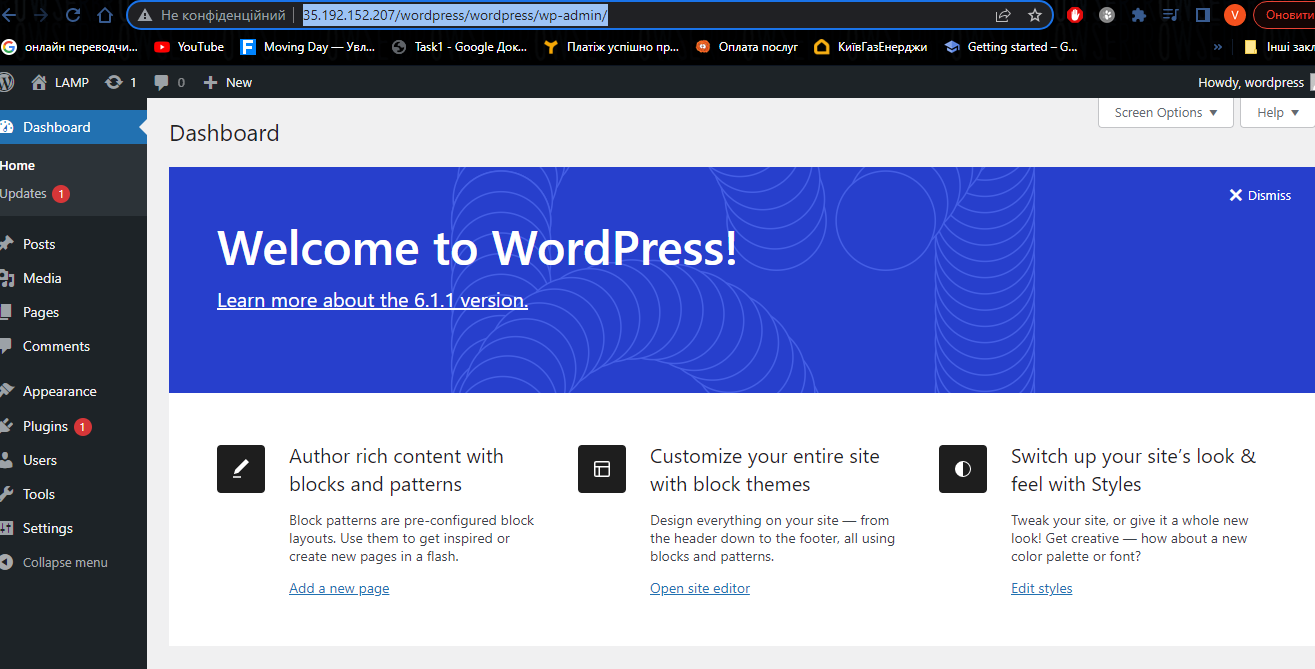 Не конфіденційний
35.192.152.207/wordpress/wordpress/wp-admin/
V
Оновити
онлайн переводчи...
YouTube
Moving Day — Увл...
Task1 - Google Док...
Платіж успішно пр...
Оплата послуг
КиївГазЕнерджи
Getting started – G...
»
Інші закл
LAMP
1
0
New
Howdy, wordpress
Dashboard
Home
Updates 1
Posts
Media
Pages
Comments
Appearance
Plugins 1
Users
Tools
Settings
Collapse menu
Screen Options
Help
Dashboard
Dismiss
Welcome to WordPress!
Learn more about the 6.1.1 version.
Author rich content with
blocks and patterns
Block patterns are pre-configured block
layouts. Use them to get inspired or
create new pages in a flash.
Add a new page
Customize your entire site
with block themes
Design everything on your site — from
the header down to the footer, all using
blocks and patterns.
Open site editor
Switch up your site’s look &
feel with Styles
Tweak your site, or give it a whole new
look! Get creative — how about a new
color palette or font?
Edit styles